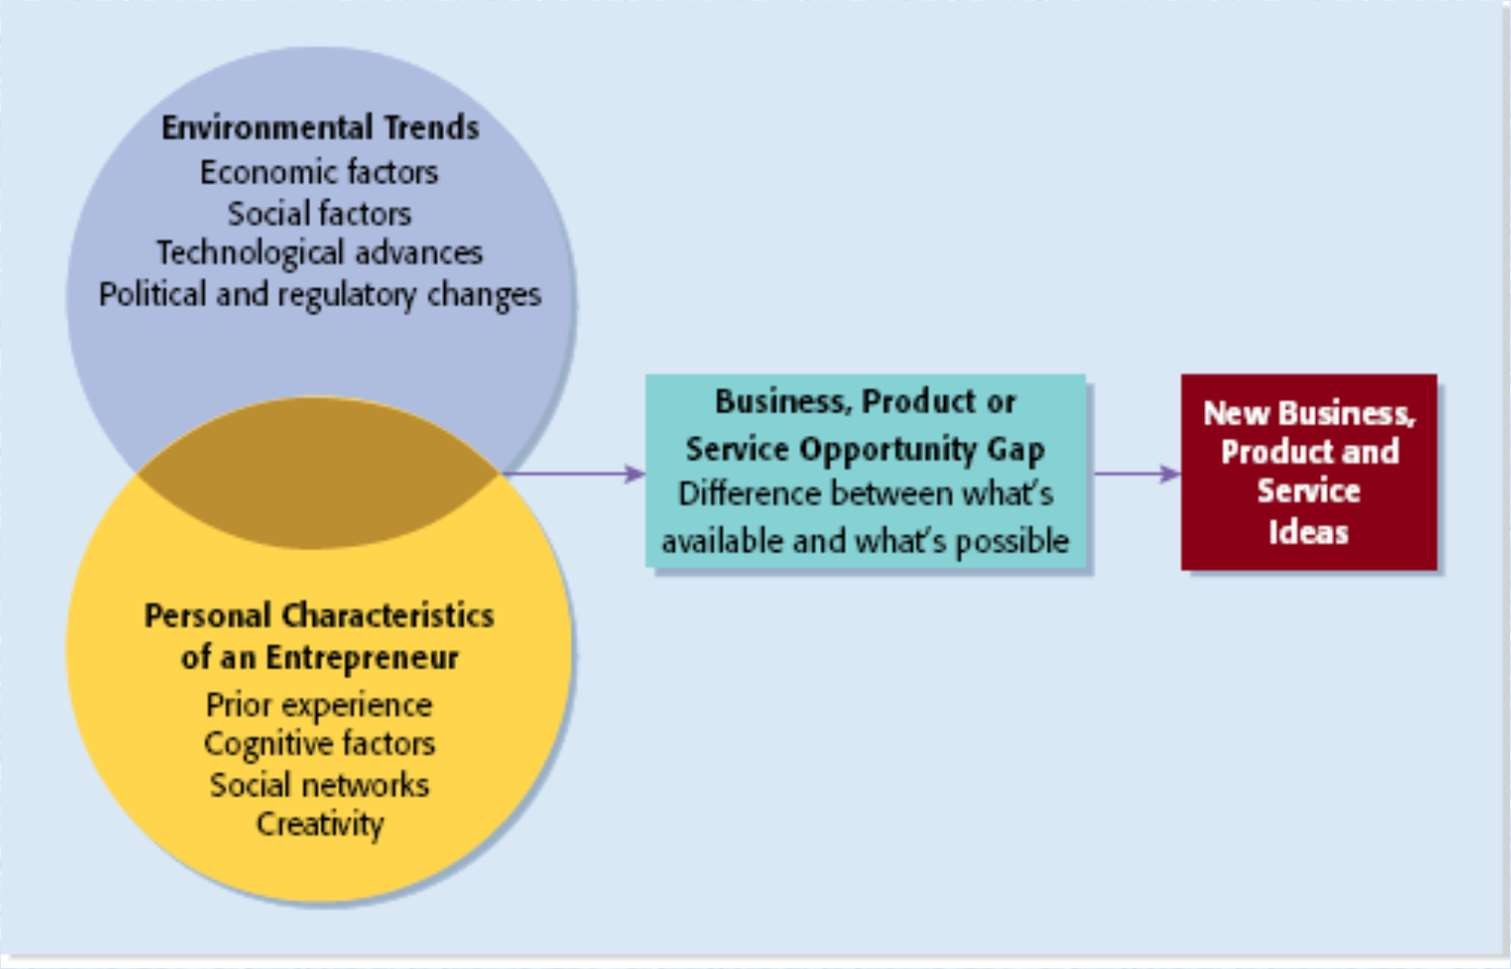 Environmental Trends
Economic factors
Social factors
Technological advances
Political and regulatory changes
Personal Characteristics
of an Entrepreneur
Prior experience
Cognitive factors
Social networks
Creativity
Business, Product or
Service Opportunity Gap
Difference between what's
available and what's possible
New Business,
Product and
Service
Ideas